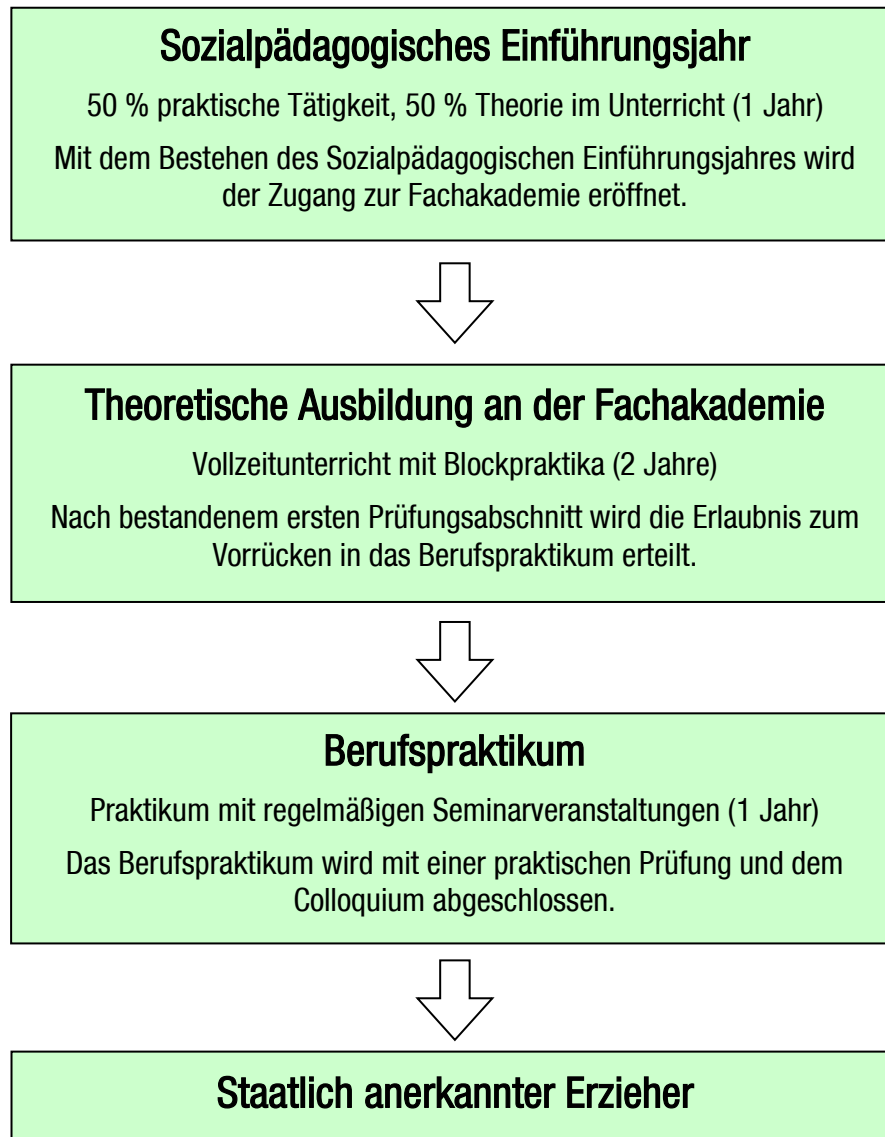 Sozialpädagogisches Einführungsjahr
50 % praktische Tätigkeit, 50 % Theorie im Unterricht (1 Jahr)
Mit dem Bestehen des Sozialpädagogischen Einführungsjahres wird
der Zugang zur Fachakademie eröffnet.
Theoretische Ausbildung an der Fachakademie
Vollzeitunterricht mit Blockpraktika (2 Jahre)
Nach bestandenem ersten Prüfungsabschnitt wird die Erlaubnis zum
Vorrücken in das Berufspraktikum erteilt.
Berufspraktikum
Praktikum mit regelmäßigen Seminarveranstaltungen (1 Jahr)
Das Berufspraktikum wird mit einer praktischen Prüfung und dem
Colloquium abgeschlossen.
Staatlich anerkannter Erzieher